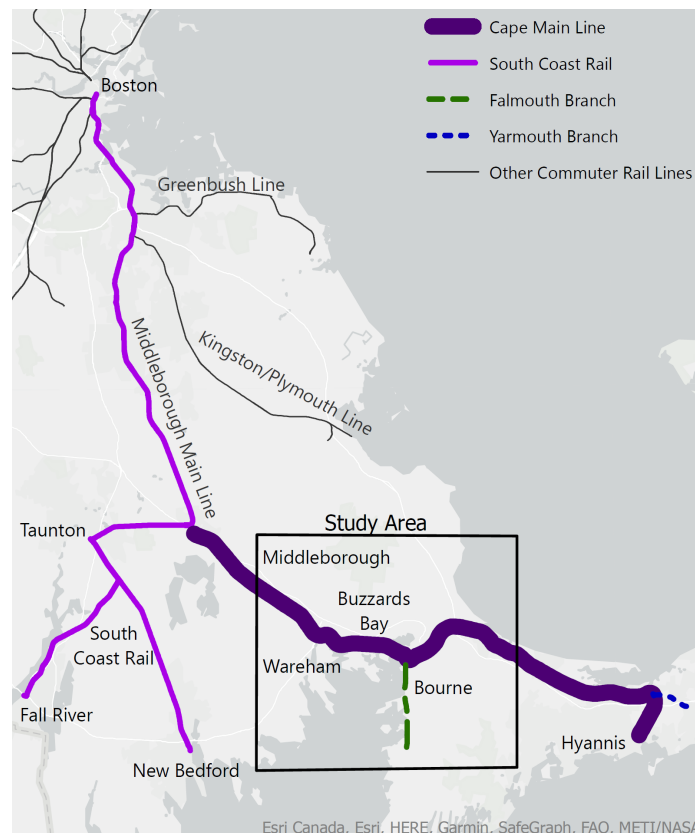 Cape Main Line
South Coast Rail
Falmouth Branch
Yarmouth Branch
Other Commuter Rail Lines
Boston
Greenbush Line
Kingston/Plymouth Line
Middleborough Main Line
Taunton
Study Area
Middleborough
Buzzards
Bay
South
Coast Rail
Wareham
Bourne
Fall River
Hyannis
New Bedford
Esri Canada, Esri, HERE, Garmin, SafeGraph, FAO, METI/NASA